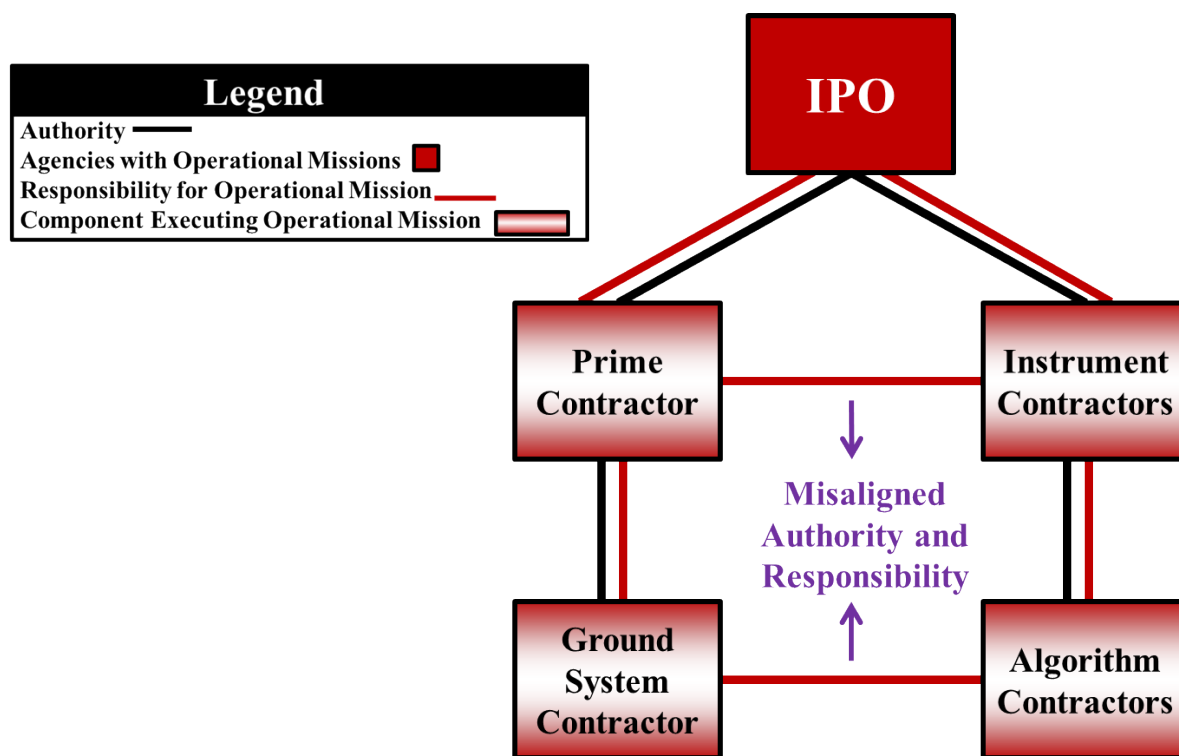 Legend
Authority
Agencies with Operational Missions
Responsibility for Operational Mission
Component Executing Operational Mission
IPO
Prime
Contractor
Instrument
Contractors
Misaligned
Authority and
Responsibility
Ground
System
Contractor
Algorithm
Contractors